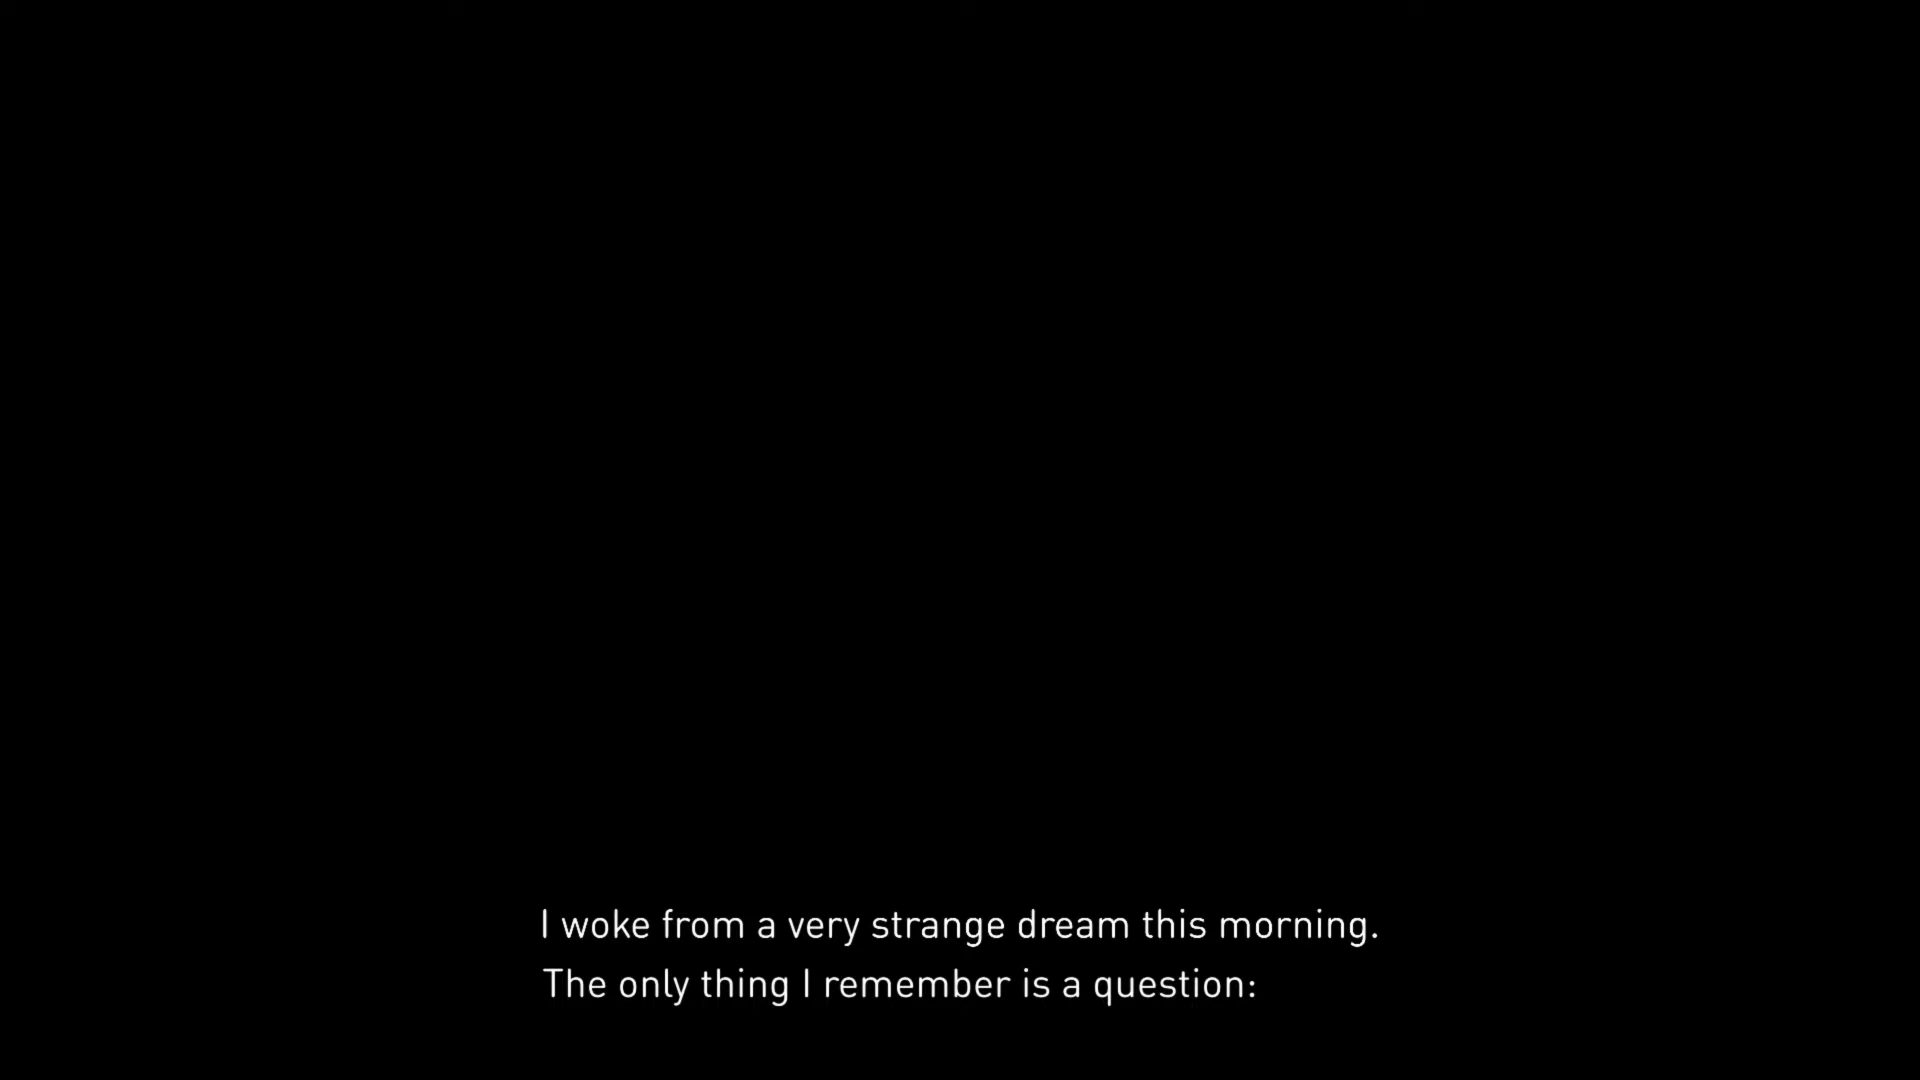 I woke from a very strange dream this morning.
The only thing I remember is a question: